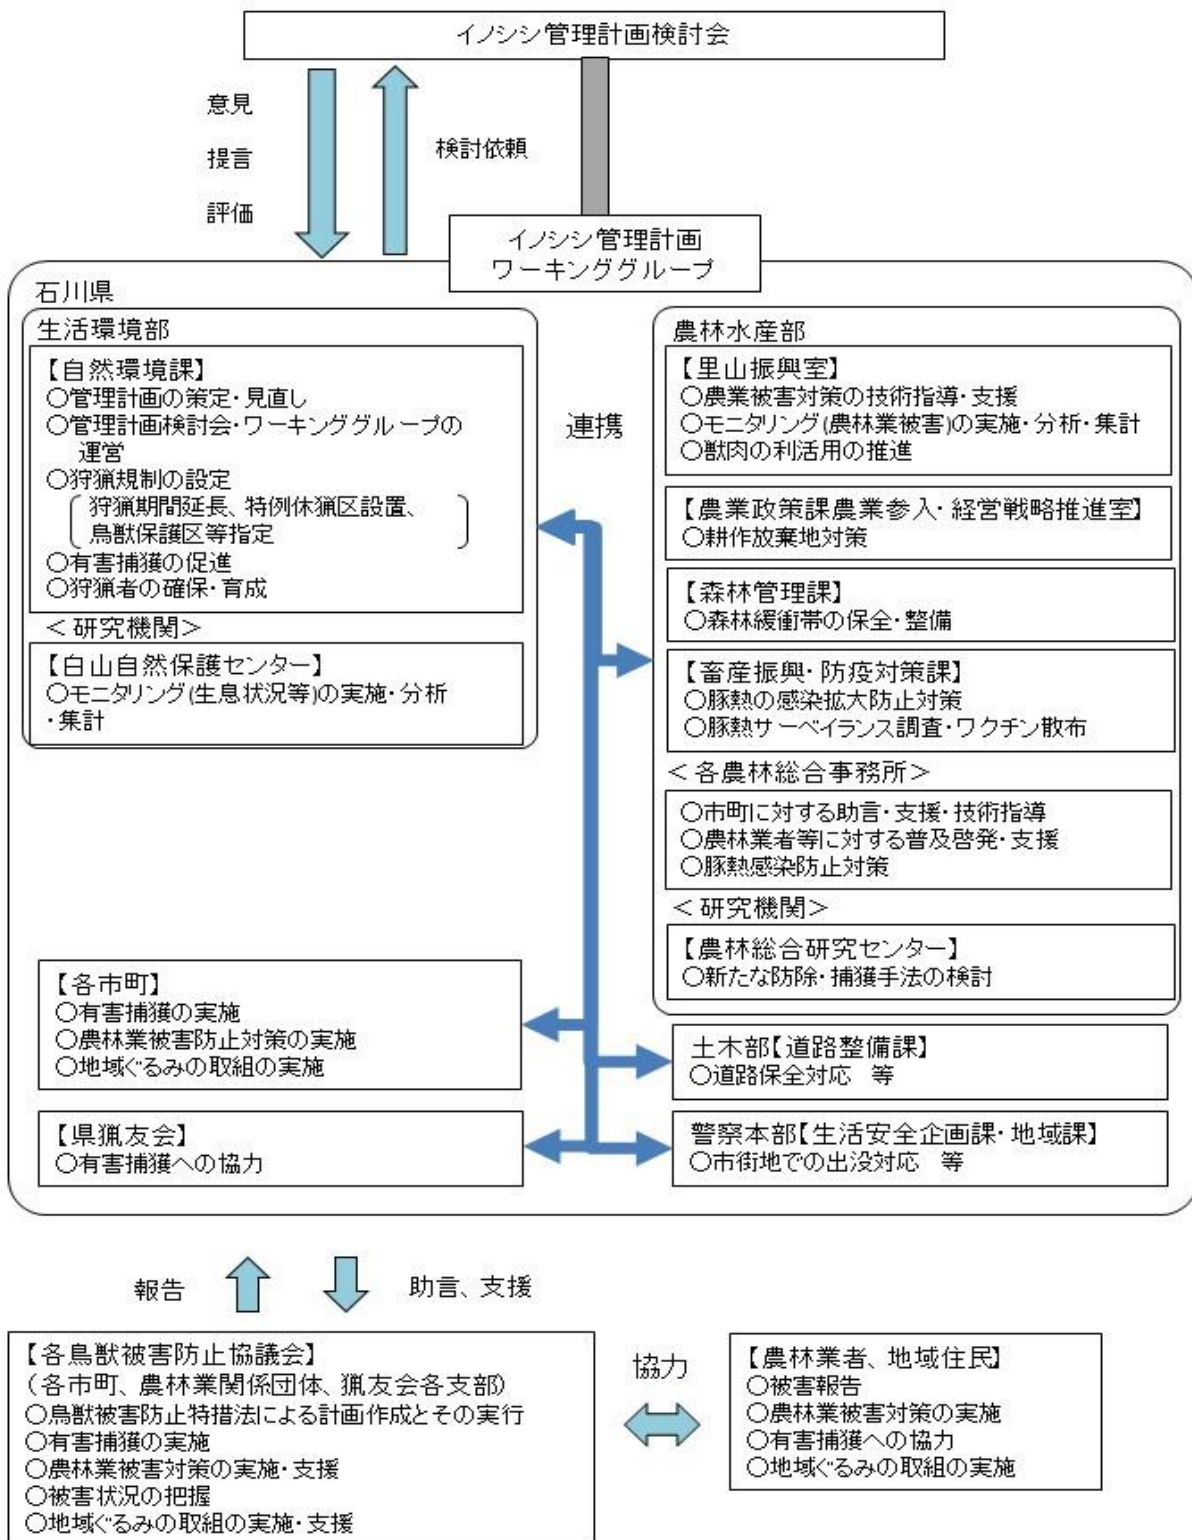 イノシシ管理計画検討会
意見
提言
評価
検討依頼
イノシシ管理計画
ワーキンググループ
石川県
生活環境部
【自然環境課】
○管理計画の策定・見直し
○管理計画検討会・ワーキンググループの
運営
○狩猟規制の設定
狩猟期間延長、特例休猟区設置、
鳥獣保護区等指定
○有害捕獲の促進
○狩猟者の確保・育成
＜研究機関＞
【白山自然保護センター】
○モニタリング(生息状況等)の実施・分析
・集計
連携
農林水産部
【里山振興室】
○農業被害対策の技術指導・支援
○モニタリング(農林業被害)の実施・分析・集計
○獣肉の利活用の推進
【農業政策課農業参入・経営戦略推進室】
○耕作放棄地対策
【森林管理課】
○森林緩衝帯の保全・整備
【畜産振興・防疫対策課】
○豚熱の感染拡大防止対策
○豚熱サーベイランス調査・ワクチン散布
＜各農林総合事務所＞
○市町に対する助言・支援・技術指導
○農林業者等に対する普及啓発・支援
○豚熱感染防止対策
＜研究機関＞
【農林総合研究センター】
○新たな防除・捕獲手法の検討
【各市町】
○有害捕獲の実施
○農林業被害防止対策の実施
○地域ぐるみの取組の実施
土木部【道路整備課】
○道路保全対応　等
【県猟友会】
○有害捕獲への協力
警察本部【生活安全企画課・地域課】
○市街地での出没対応　等
報告
助言、支援
【各鳥獣被害防止協議会】
（各市町、農林業関係団体、猟友会各支部）
○鳥獣被害防止特措法による計画作成とその実行
○有害捕獲の実施
○農林業被害対策の実施・支援
○被害状況の把握
○地域ぐるみの取組の実施・支援
協力
【農林業者、地域住民】
○被害報告
○農林業被害対策の実施
○有害捕獲への協力
○地域ぐるみの取組の実施